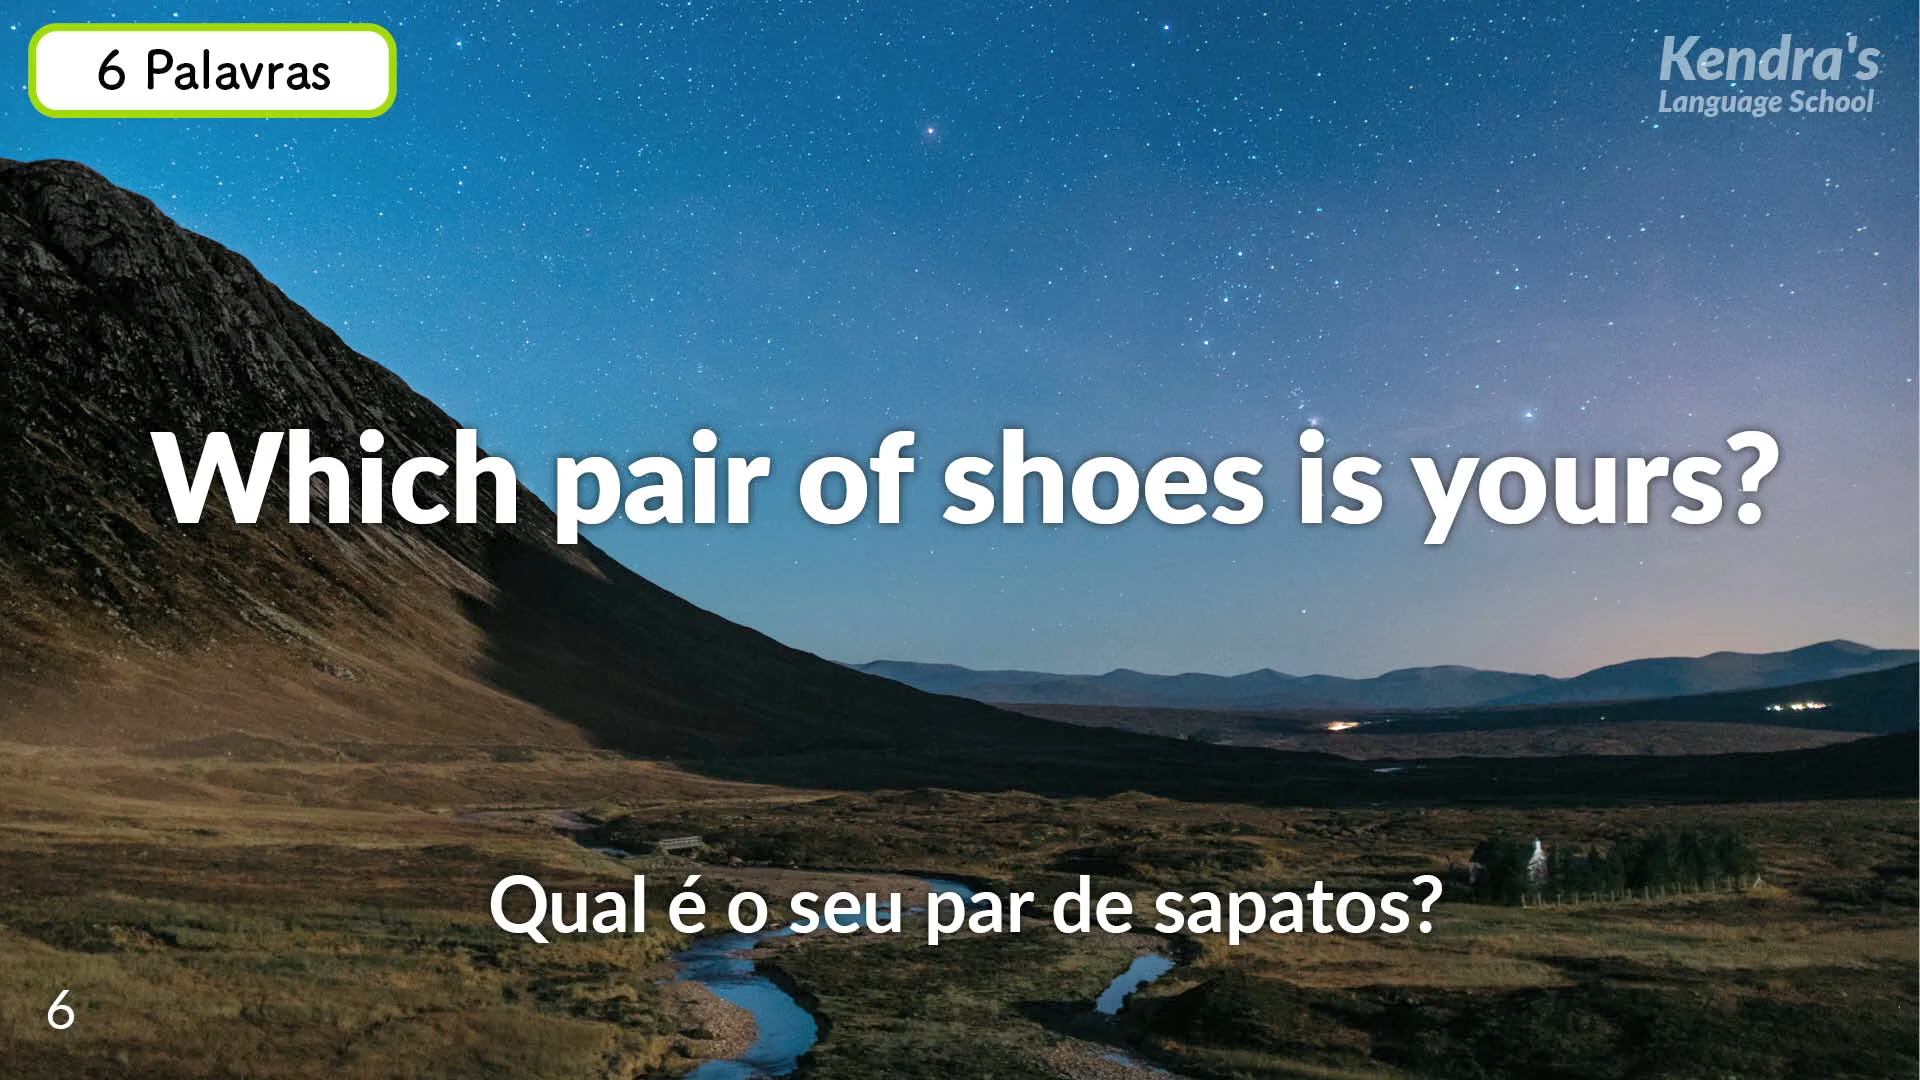 6 Palavras
Kendra's
Language School
Which pair of shoes is yours?
Qual é o seu par de sapatos?
6